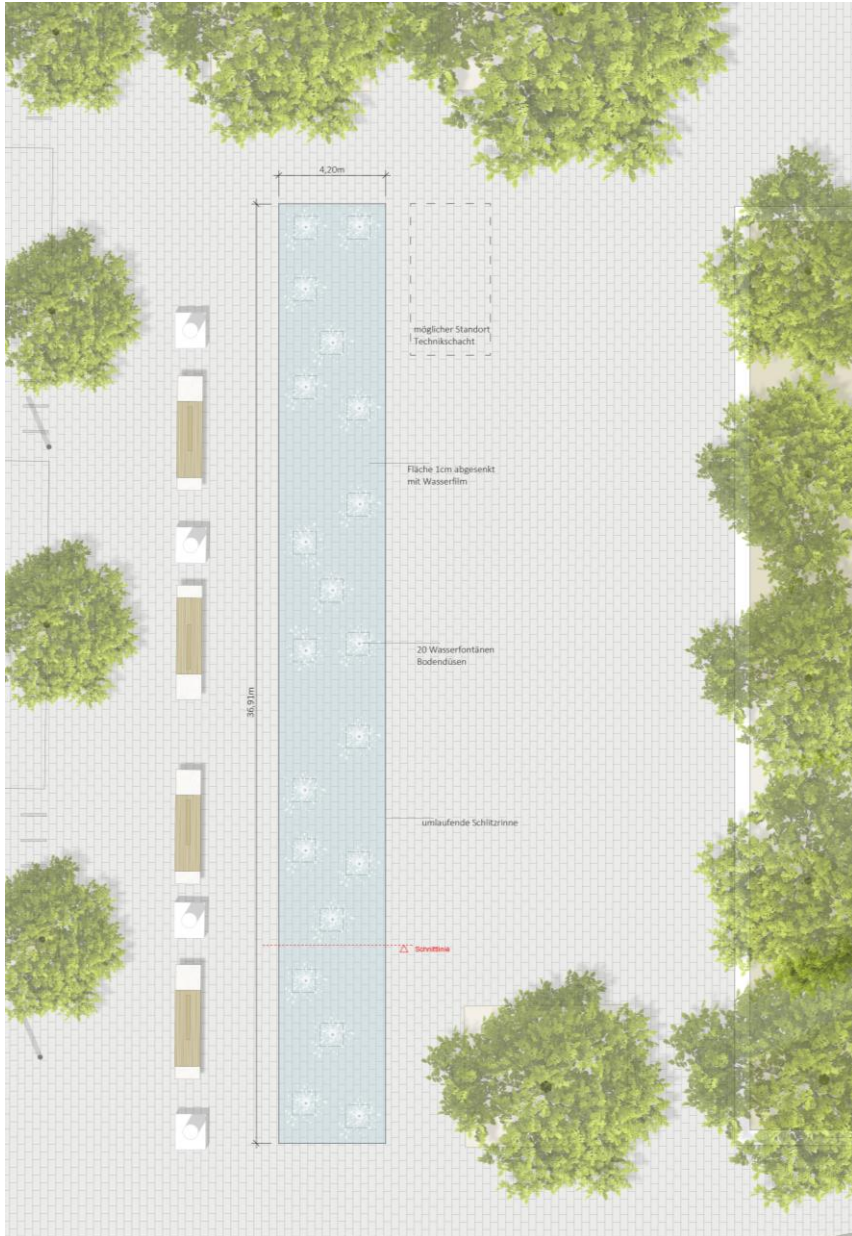 4,20m
möglicher Standort
Technikschacht
Fläche 1cm abgesenkt
mit Wasserfilm
20 Wasserfontänen
Bodendüsen
36,91m
umlaufende Schlitzrinne
Schnittlinie